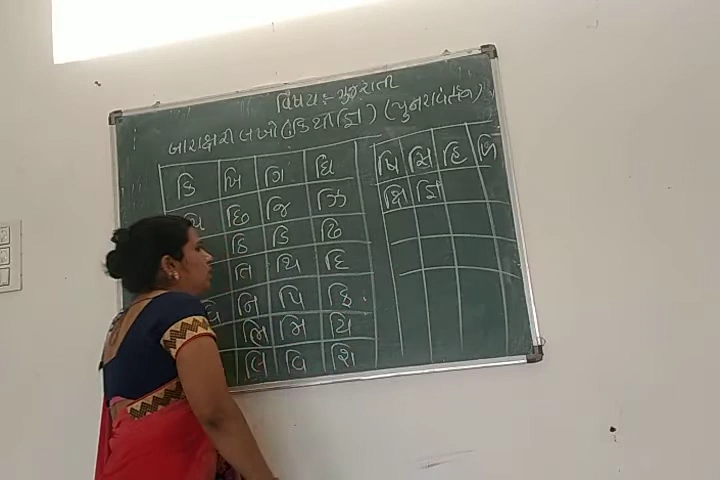 વિષય:- ગુજરાતી
બારાક્ષરી લખો (કિ થી જ્ઞિ) (પુનરાવર્તન)
કિ ખિ ગિ ઘિ
ચિ છિ જિ ઝિ
ઠિ ડિ ઢિ
તિ થિ દિ
ધિ નિ પિ ફિ
ભિ મિ યિ
લિ વિ શિ
ષિ સિ હિ ળિ
ક્ષિ જ્ઞિ